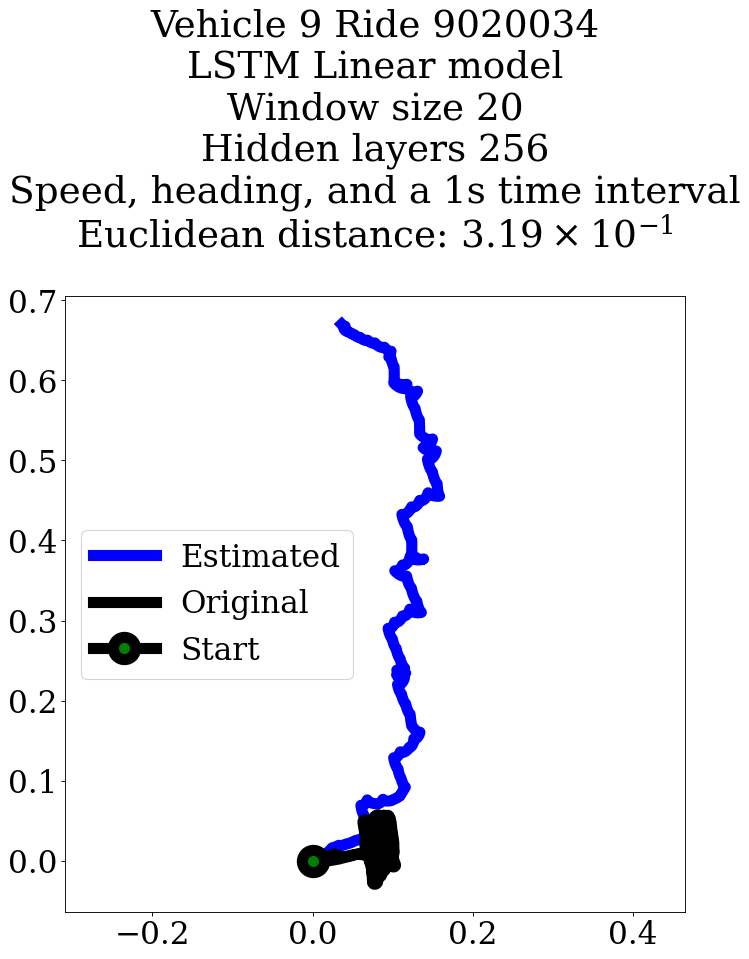 Vehicle 9 Ride 9020034
LSTM Linear model
Window size 20
Hidden layers 256
Speed, heading, and a 1s time interval
Euclidean distance: 3.19 × 10⁻¹
0.7
0.6
0.5
0.4
0.3
0.2
0.1
0.0
Estimated
Original
Start
−0.2 0.0 0.2 0.4